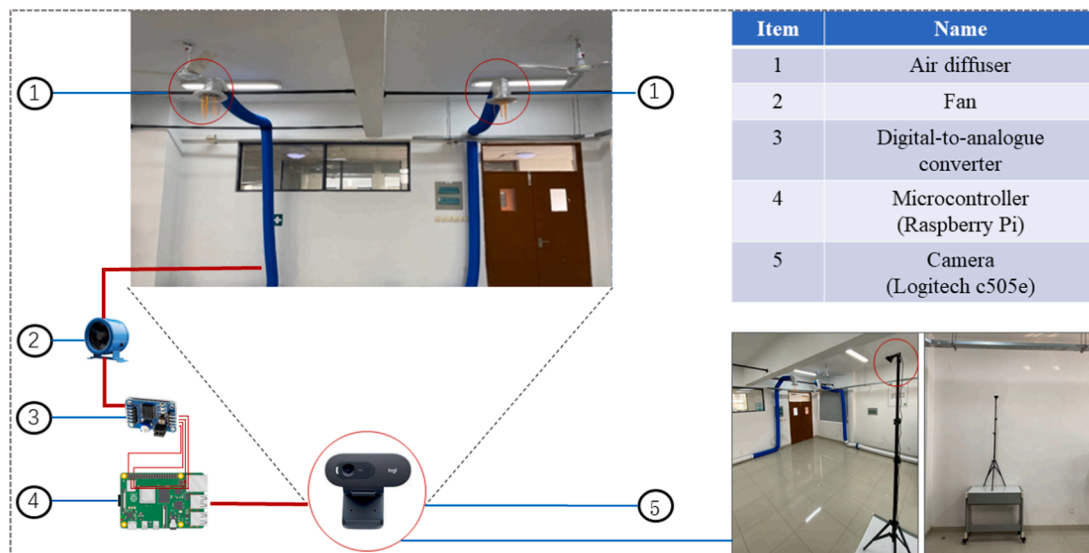 Item Name
1 Air diffuser
2 Fan
3 Digital-to-analogue
converter
4 Microcontroller
(Raspberry Pi)
5 Camera
(Logitech c505e)
1
1
2
3
4
5
logi